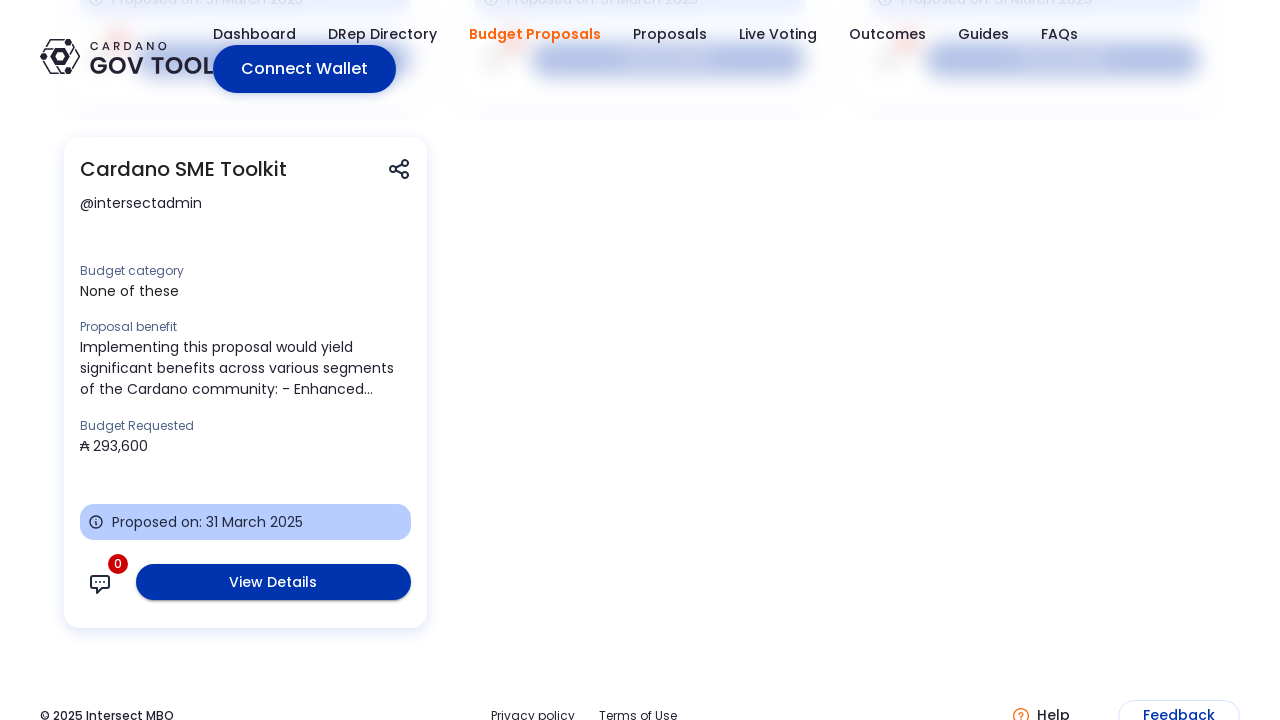 Proposed on: 31 March 2025
Proposed on: 31 March 2025
Proposed on: 31 March 2025
CARDANO
GOV TOOL
Dashboard
DRep Directory
Budget Proposals
Proposals
Live Voting
Outcomes
Guides
FAQs
Connect Wallet
Cardano SME Toolkit
@intersectadmin
Budget category
None of these
Proposal benefit
Implementing this proposal would yield
significant benefits across various segments
of the Cardano community: - Enhanced...
Budget Requested
₳ 293,600
Proposed on: 31 March 2025
0
View Details
© 2025 Intersect MBO
Privacy policy
Terms of Use
Help
Feedback